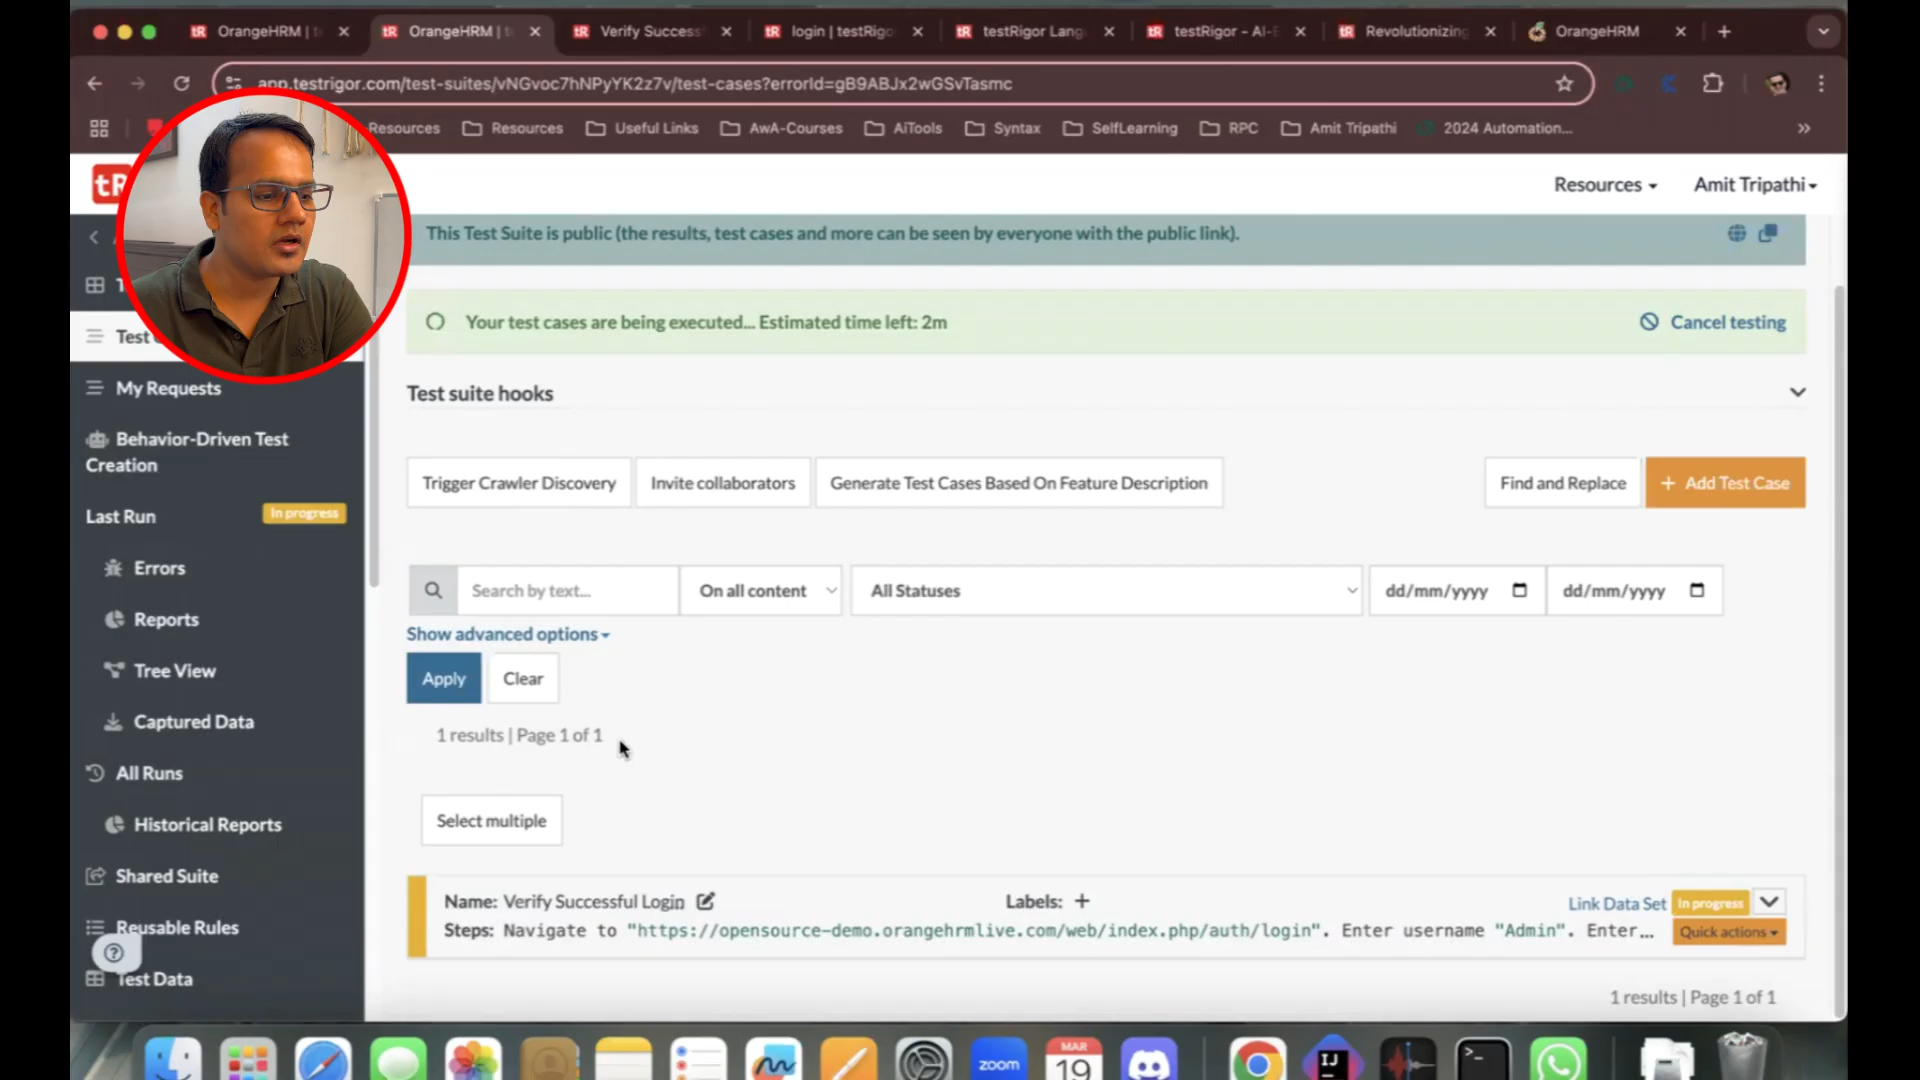 OrangeHRM | t
OrangeHRM | t
Verify Success
login | testRigo
testRigor Lang
testRigor - AI-
Revolutionizing
OrangeHRM
app.testrigor.com/test-suites/vNGvoc7hNPyYK2z7v/test-cases?errorId=gB9ABJx2wGSvTasmc
Resources
Resources
Useful Links
AwA-Courses
AiTools
Syntax
SelfLearning
RPC
Amit Tripathi
2024 Automation...
tR
Resources
Amit Tripathi
This Test Suite is public (the results, test cases and more can be seen by everyone with the public link).
Your test cases are being executed... Estimated time left: 2m
Cancel testing
Test
My Requests
Behavior-Driven Test
Creation
Last Run
In progress
Errors
Reports
Tree View
Captured Data
All Runs
Historical Reports
Shared Suite
Reusable Rules
Test Data
Test suite hooks
Trigger Crawler Discovery
Invite collaborators
Generate Test Cases Based On Feature Description
Find and Replace
+ Add Test Case
Search by text...
On all content
All Statuses
dd/mm/yyyy
dd/mm/yyyy
Show advanced options
Apply
Clear
1 results | Page 1 of 1
Select multiple
Name: Verify Successful Login
Labels: +
Link Data Set
In progress
Steps: Navigate to "https://opensource-demo.orangehrmlive.com/web/index.php/auth/login". Enter username "Admin". Enter...
Quick actions
1 results | Page 1 of 1
zoom
MAR
19
IJ